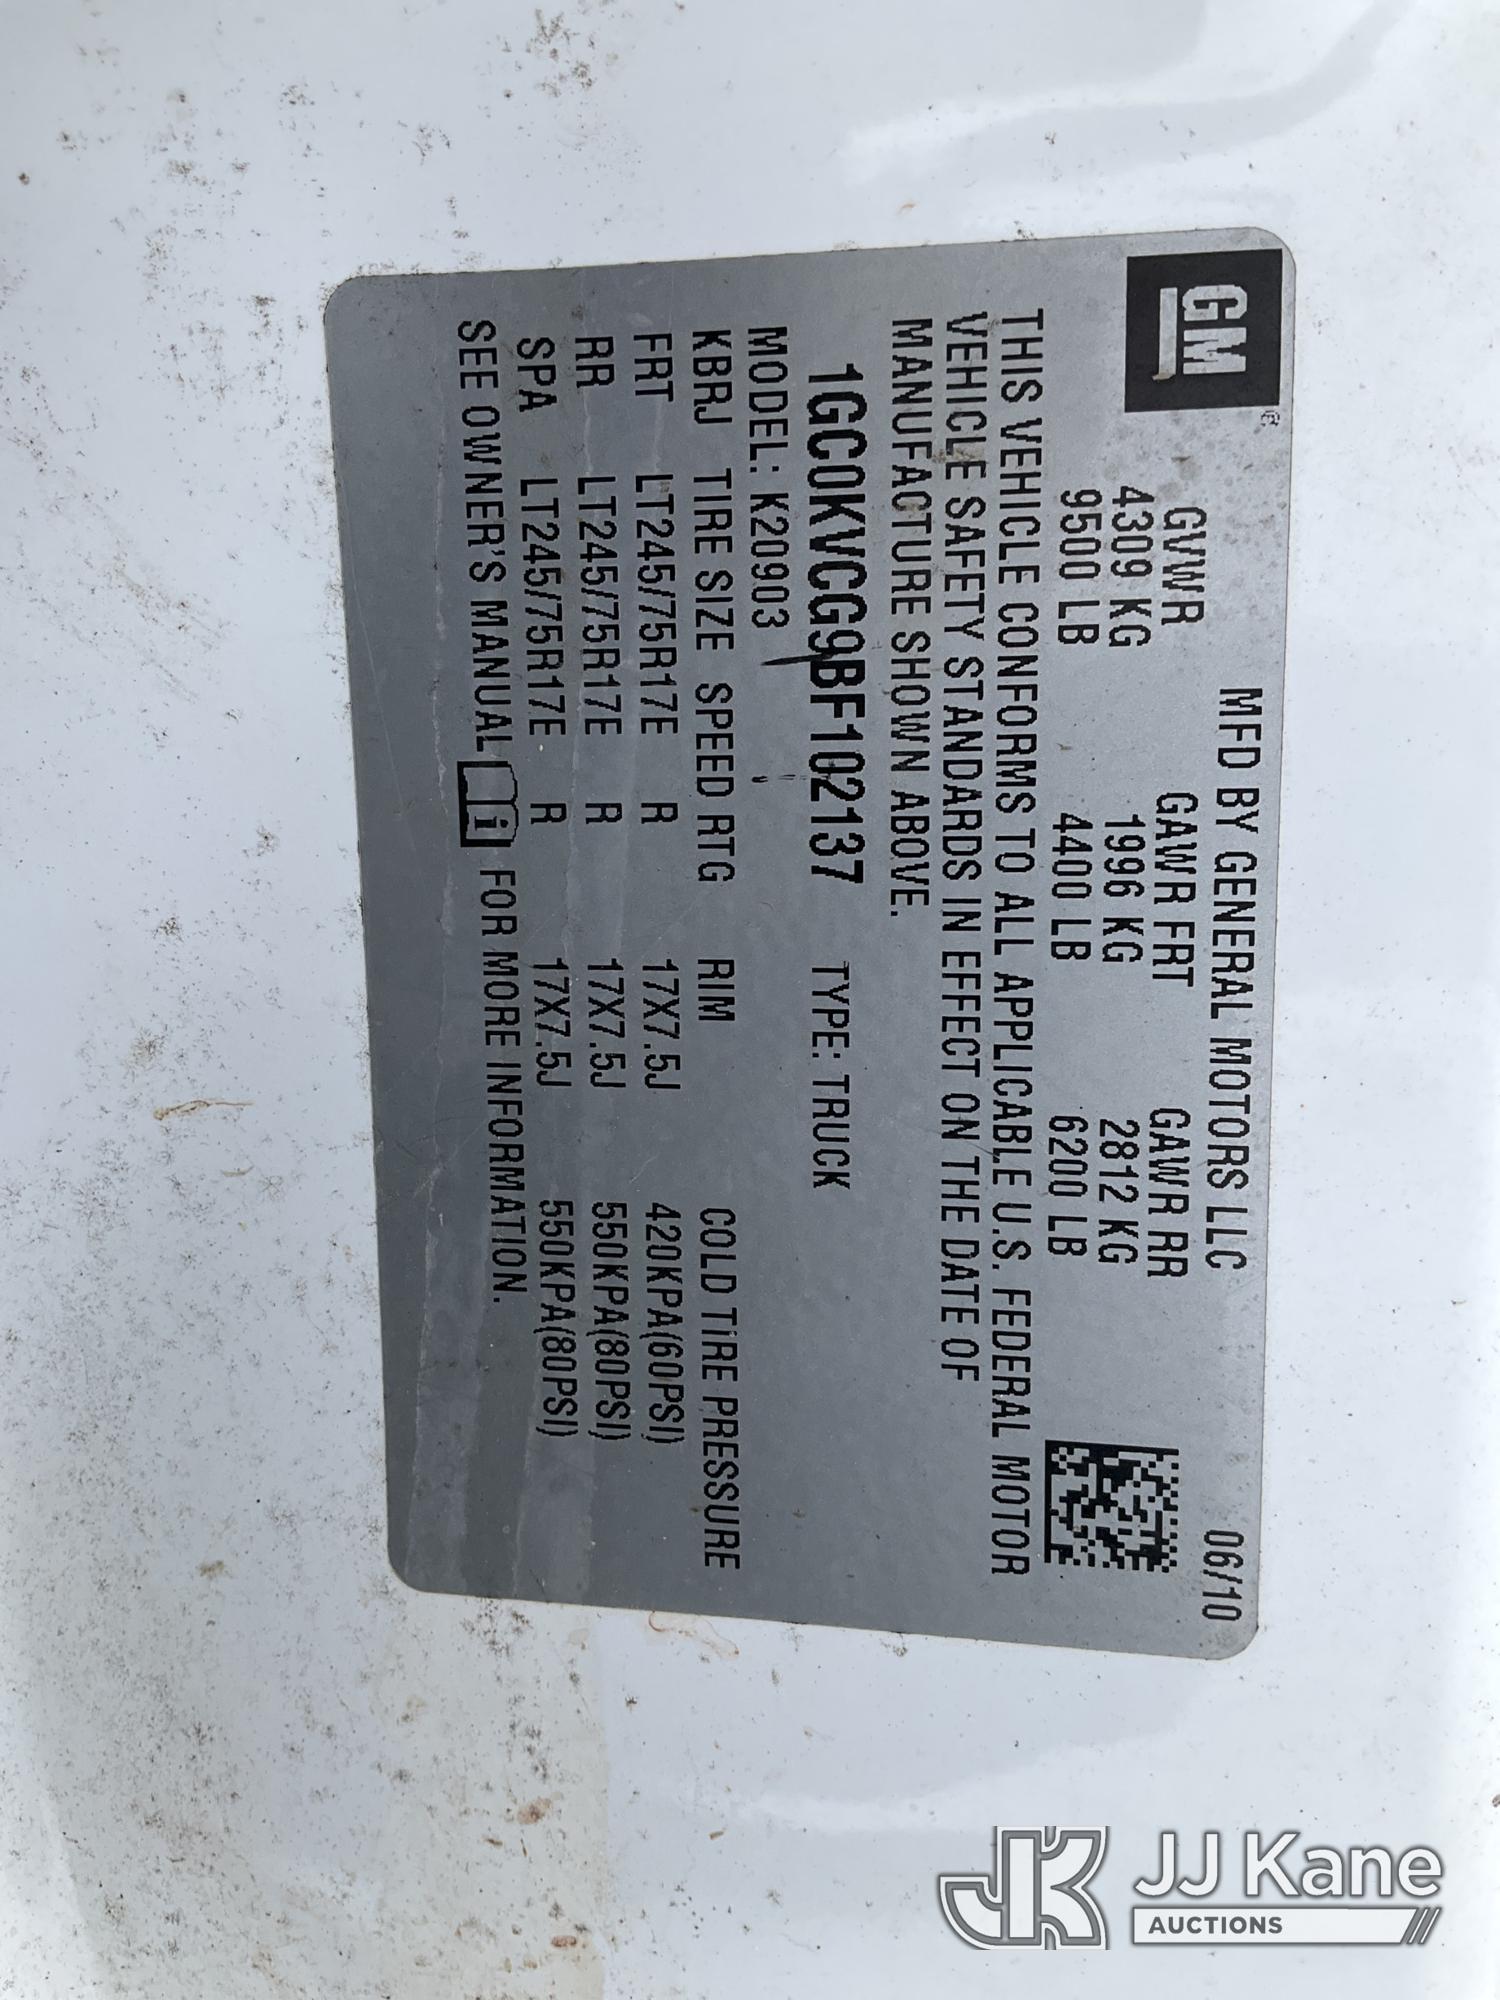 GM
MFD BY GENERAL MOTORS LLC 06/10
GVWR GAWR FRT GAWR RR
4309 KG 1996 KG 2812 KG
9500 LB 4400 LB 6200 LB
THIS VEHICLE CONFORMS TO ALL APPLICABLE U.S. FEDERAL MOTOR
VEHICLE SAFETY STANDARDS IN EFFECT ON THE DATE OF
MANUFACTURE SHOWN ABOVE.
1GC0KVCG9BF102137 TYPE: TRUCK
MODEL: K20903
KBRJ TIRE SIZE SPEED RTG RIM COLD TIRE PRESSURE
FRT LT245/75R17E R 17X7.5J 420KPA(60PSI)
RR LT245/75R17E R 17X7.5J 550KPA(80PSI)
SPA LT245/75R17E R 17X7.5J 550KPA(80PSI)
SEE OWNER'S MANUAL i FOR MORE INFORMATION.
JK JJ Kane
AUCTIONS